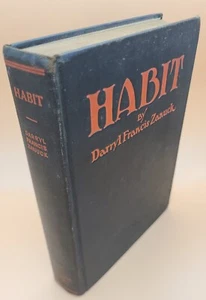 HABIT
by
Darryl Francis Zanuck
HABIT
DARRYL
FRANCIS
ZANUCK